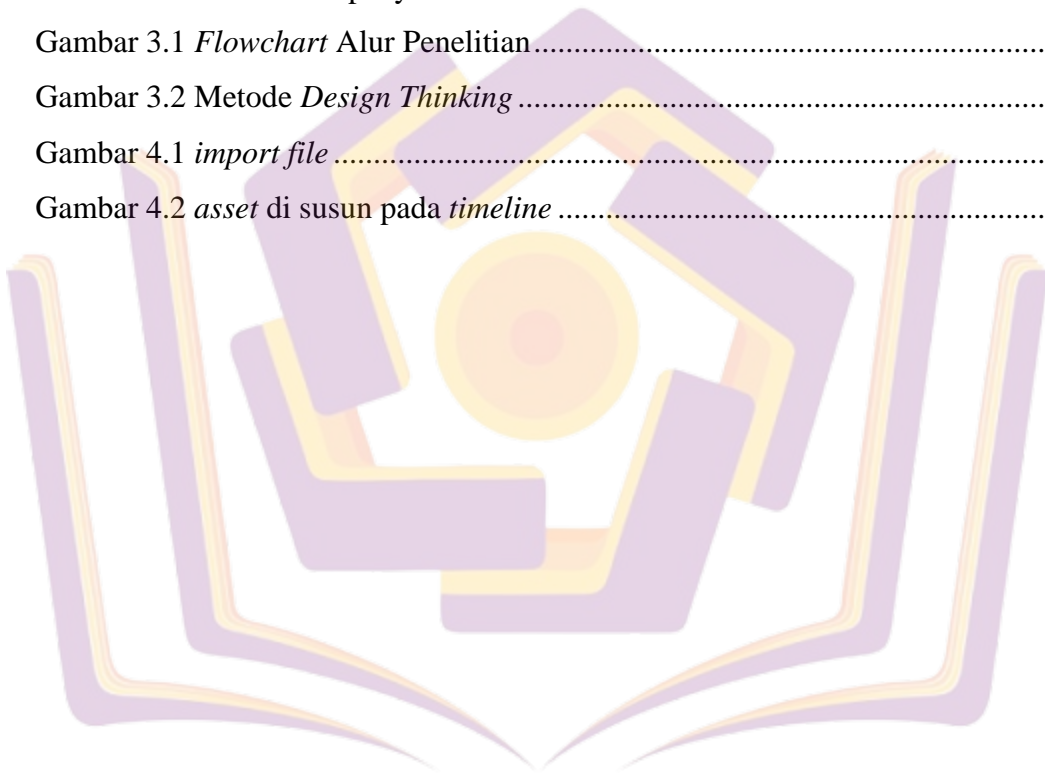 Gambar 3.1 Flowchart Alur Penelitian................................................................
Gambar 3.2 Metode Design Thinking................................................................
Gambar 4.1 import file................................................................
Gambar 4.2 asset di susun pada timeline................................................................